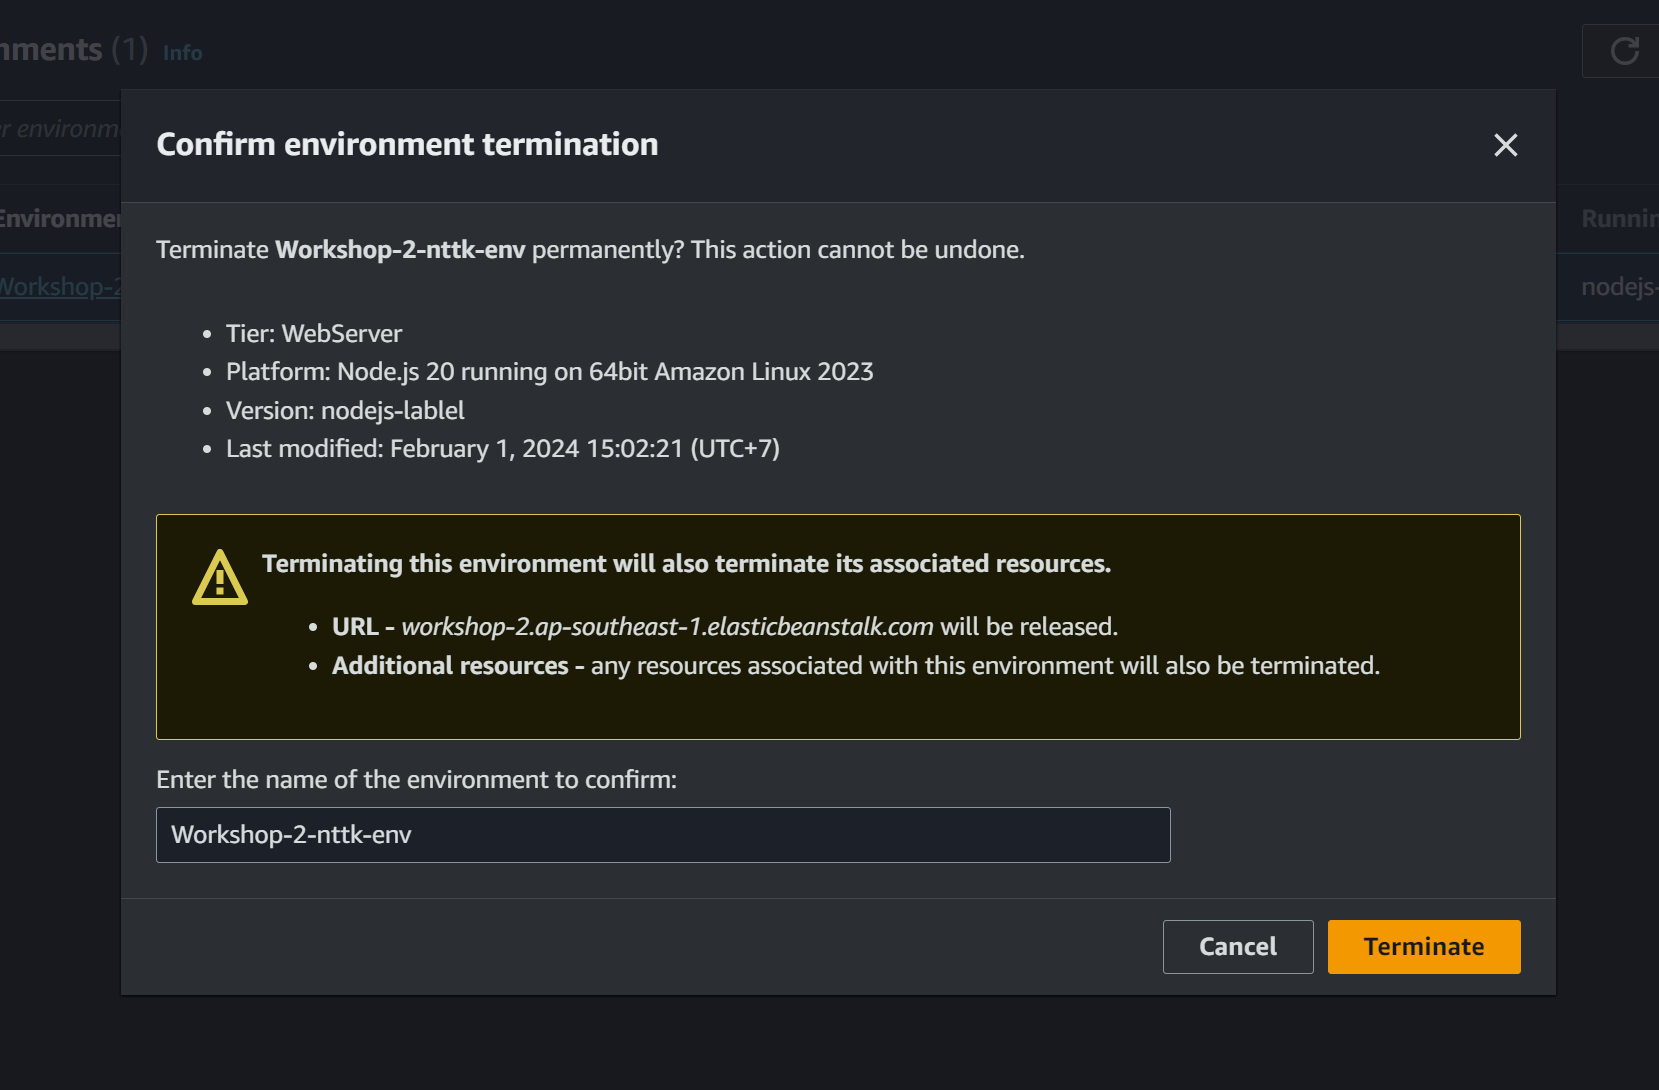 nments (1) Info
r environm
Environmen
Runnin
Workshop-2
nodejs-
Confirm environment termination
Terminate Workshop-2-nttk-env permanently? This action cannot be undone.
• Tier: WebServer
• Platform: Node.js 20 running on 64bit Amazon Linux 2023
• Version: nodejs-lablel
• Last modified: February 1, 2024 15:02:21 (UTC+7)
Terminating this environment will also terminate its associated resources.
• URL - workshop-2.ap-southeast-1.elasticbeanstalk.com will be released.
• Additional resources - any resources associated with this environment will also be terminated.
Enter the name of the environment to confirm:
Workshop-2-nttk-env
Cancel
Terminate